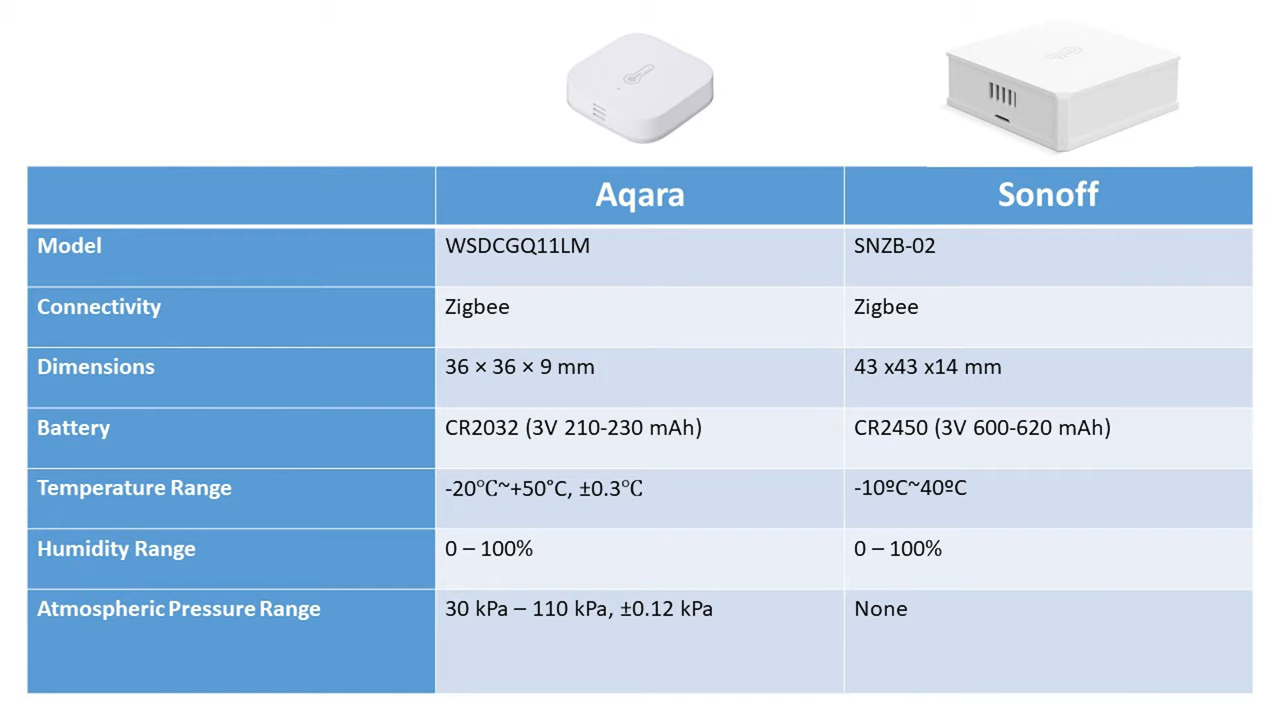 Aqara Sonoff
Model WSDCGQ11LM SNZB-02
Connectivity Zigbee Zigbee
Dimensions 36 × 36 × 9 mm 43 x43 x14 mm
Battery CR2032 (3V 210-230 mAh) CR2450 (3V 600-620 mAh)
Temperature Range -20℃~+50°C, ±0.3℃ -10ºC~40ºC
Humidity Range 0 – 100% 0 – 100%
Atmospheric Pressure Range 30 kPa – 110 kPa, ±0.12 kPa None